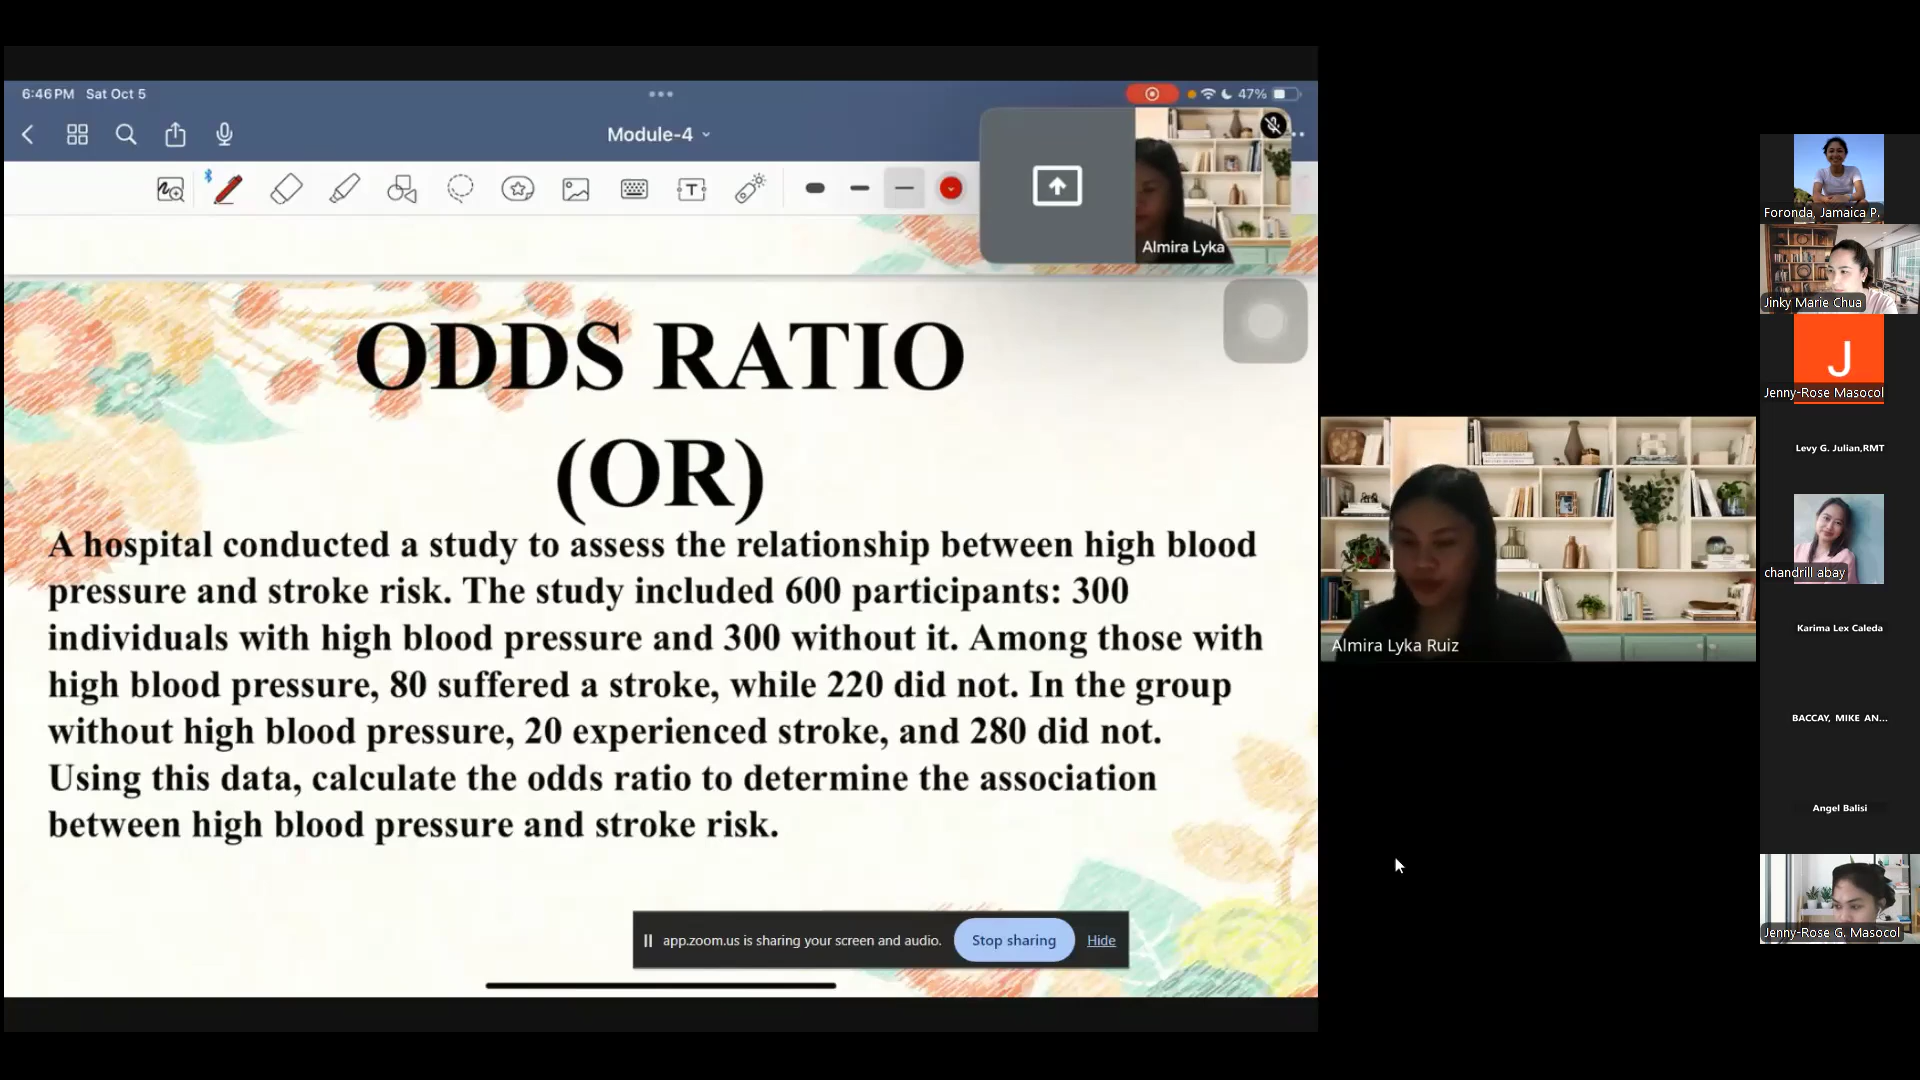 6:46 PM Sat Oct 5
47%
Module-4
T
Almira Lyka
ODDS RATIO
(OR)
A hospital conducted a study to assess the relationship between high blood
pressure and stroke risk. The study included 600 participants: 300
individuals with high blood pressure and 300 without it. Among those with
high blood pressure, 80 suffered a stroke, while 220 did not. In the group
without high blood pressure, 20 experienced stroke, and 280 did not.
Using this data, calculate the odds ratio to determine the association
between high blood pressure and stroke risk.
app.zoom.us is sharing your screen and audio.
Stop sharing
Hide
Almira Lyka Ruiz
Foronda, Jamaica P.
Jinky Marie Chua
J
Jenny-Rose Masocol
Levy G. Julian,RMT
chandrill abay
Karima Lex Caleda
BACCAY, MIKE AN...
Angel Balisi
Jenny-Rose G. Masocol